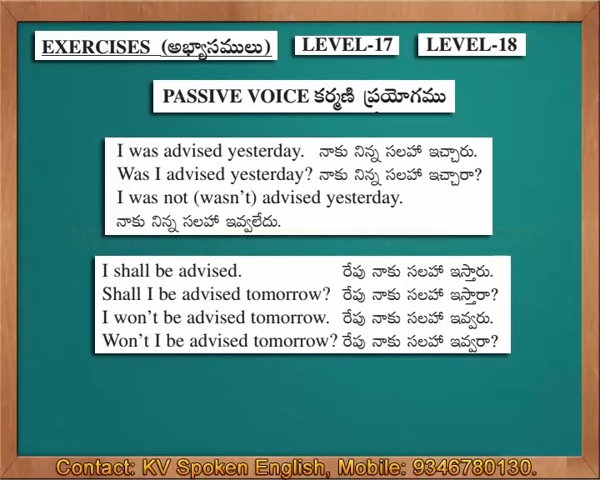 EXERCISES (అభ్యాసములు) LEVEL-17 LEVEL-18
PASSIVE VOICE కర్మణి ప్రయోగము
I was advised yesterday. నాకు నిన్న సలహా ఇచ్చారు.
Was I advised yesterday? నాకు నిన్న సలహా ఇచ్చారా?
I was not (wasn't) advised yesterday.
నాకు నిన్న సలహా ఇవ్వలేదు.
I shall be advised. రేపు నాకు సలహా ఇస్తారు.
Shall I be advised tomorrow? రేపు నాకు సలహా ఇస్తారా?
I won't be advised tomorrow. రేపు నాకు సలహా ఇవ్వరు.
Won't I be advised tomorrow? రేపు నాకు సలహా ఇవ్వరా?
Contact: KV Spoken English, Mobile: 9346780130.